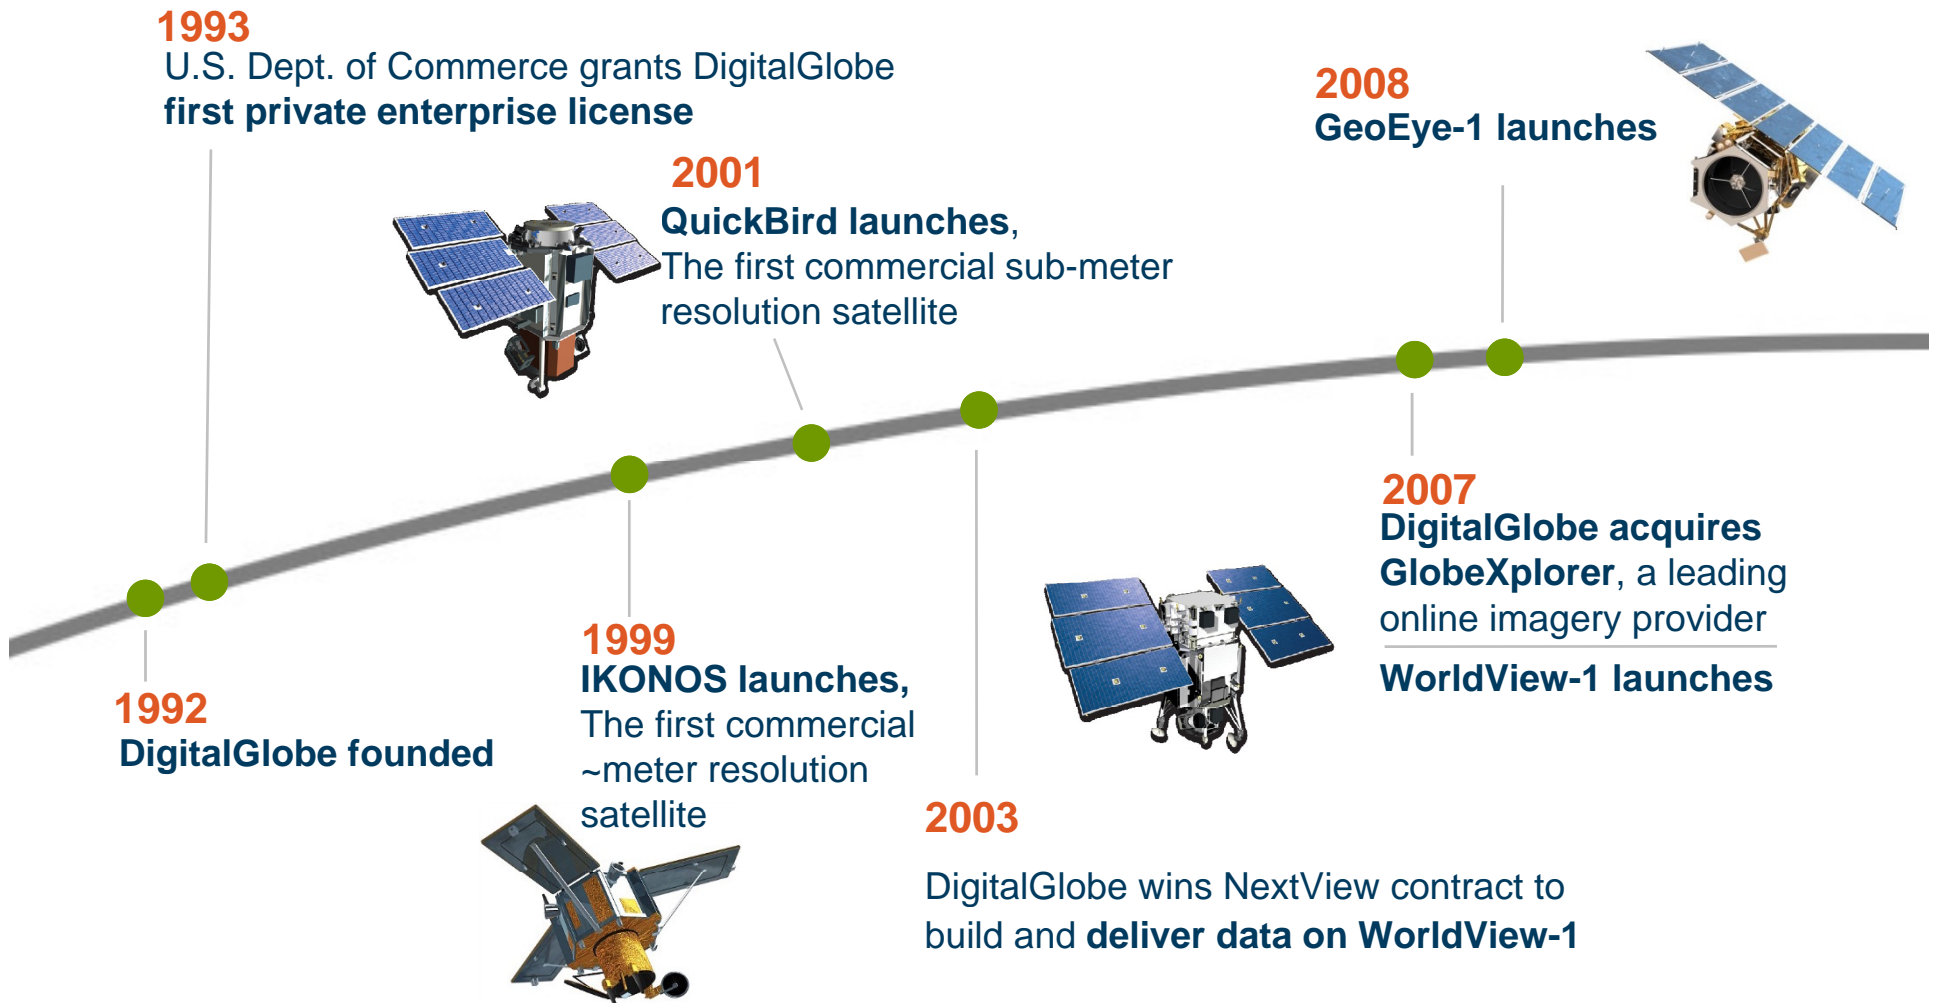 1993
U.S. Dept. of Commerce grants DigitalGlobe
first private enterprise license
2001
QuickBird launches,
The first commercial sub-meter
resolution satellite
2008
GeoEye-1 launches
1992
DigitalGlobe founded
1999
IKONOS launches,
The first commercial
~meter resolution
satellite
2003
DigitalGlobe wins NextView contract to
build and deliver data on WorldView-1
2007
DigitalGlobe acquires
GlobeXplorer, a leading
online imagery provider
WorldView-1 launches